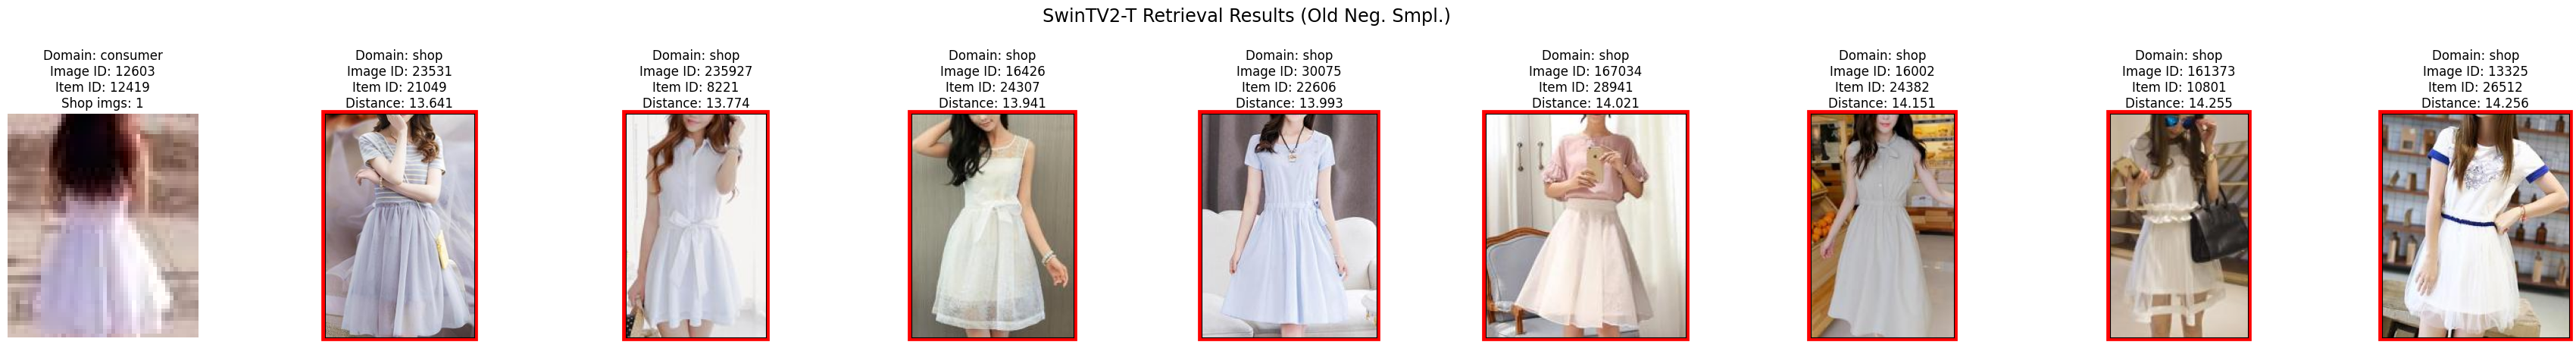 SwinTV2-T Retrieval Results (Old Neg. Smpl.)
Domain: consumer
Image ID: 12603
Item ID: 12419
Shop imgs: 1
Domain: shop
Image ID: 23531
Item ID: 21049
Distance: 13.641
Domain: shop
Image ID: 235927
Item ID: 8221
Distance: 13.774
Domain: shop
Image ID: 16426
Item ID: 24307
Distance: 13.941
Domain: shop
Image ID: 30075
Item ID: 22606
Distance: 13.993
Domain: shop
Image ID: 167034
Item ID: 28941
Distance: 14.021
Domain: shop
Image ID: 16002
Item ID: 24382
Distance: 14.151
Domain: shop
Image ID: 161373
Item ID: 10801
Distance: 14.255
Domain: shop
Image ID: 13325
Item ID: 26512
Distance: 14.256